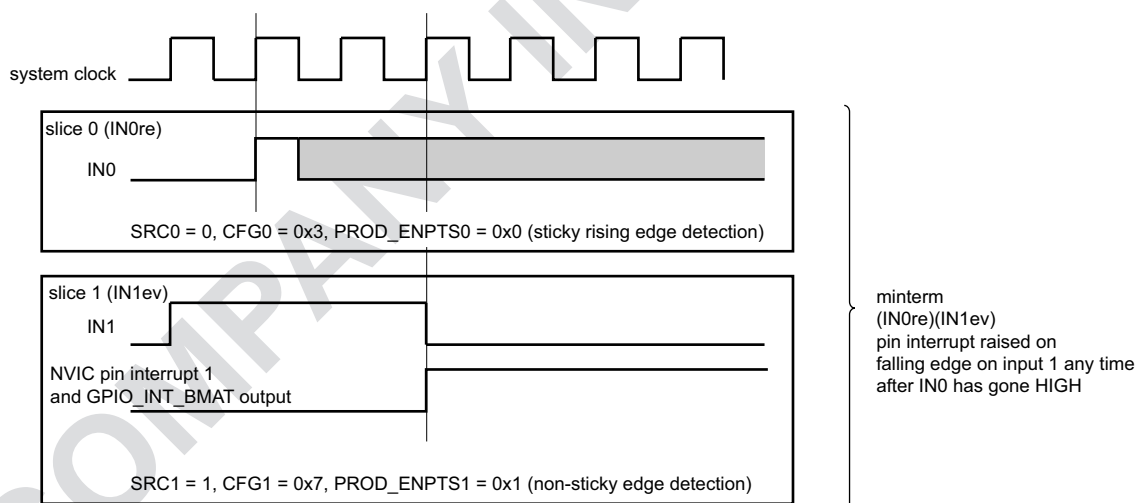 system clock
slice 0 (IN0re)
IN0
SRC0 = 0, CFG0 = 0x3, PROD_ENPTS0 = 0x0 (sticky rising edge detection)
slice 1 (IN1ev)
IN1
NVIC pin interrupt 1
and GPIO_INT_BMAT output
SRC1 = 1, CFG1 = 0x7, PROD_ENPTS1 = 0x1 (non-sticky edge detection)
minterm
(IN0re)(IN1ev)
pin interrupt raised on
falling edge on input 1 any time
after IN0 has gone HIGH
COMPANY IN